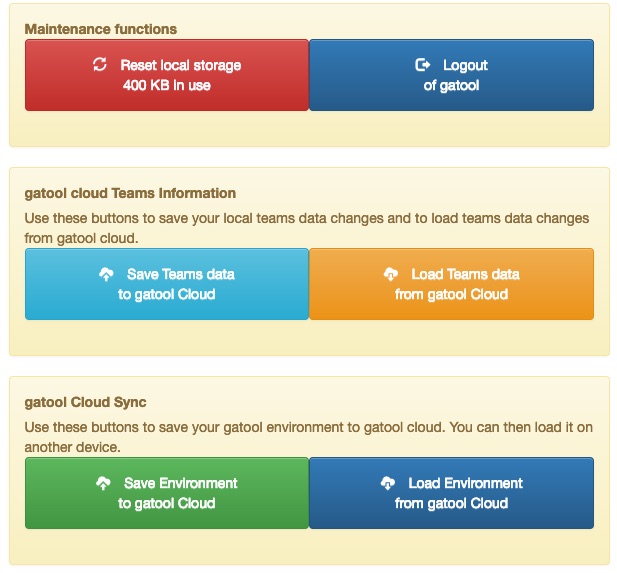 Maintenance functions
Reset local storage
400 KB in use
Logout
of gatool
gatool cloud Teams Information
Use these buttons to save your local teams data changes and to load teams data changes
from gatool cloud.
Save Teams data
to gatool Cloud
Load Teams data
from gatool Cloud
gatool Cloud Sync
Use these buttons to save your gatool environment to gatool cloud. You can then load it on
another device.
Save Environment
to gatool Cloud
Load Environment
from gatool Cloud